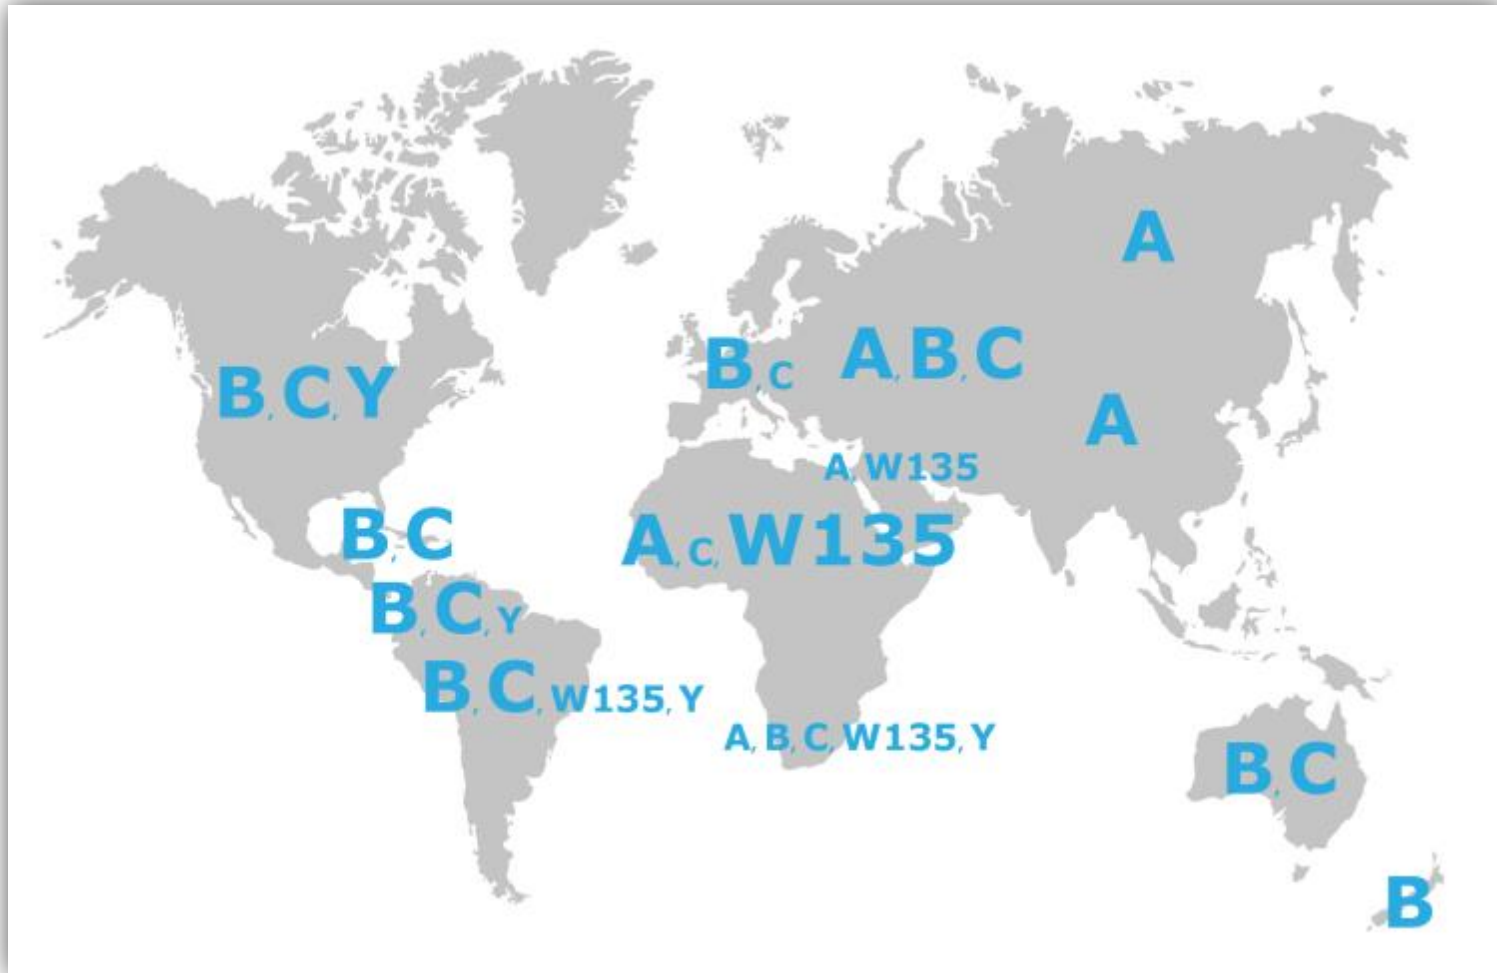 A
B, C
A, B, C
B, C, Y
A
A, W135
B, C
A, C, W135
B, C, Y
B, C, W135, Y
A, B, C, W135, Y
B, C
B